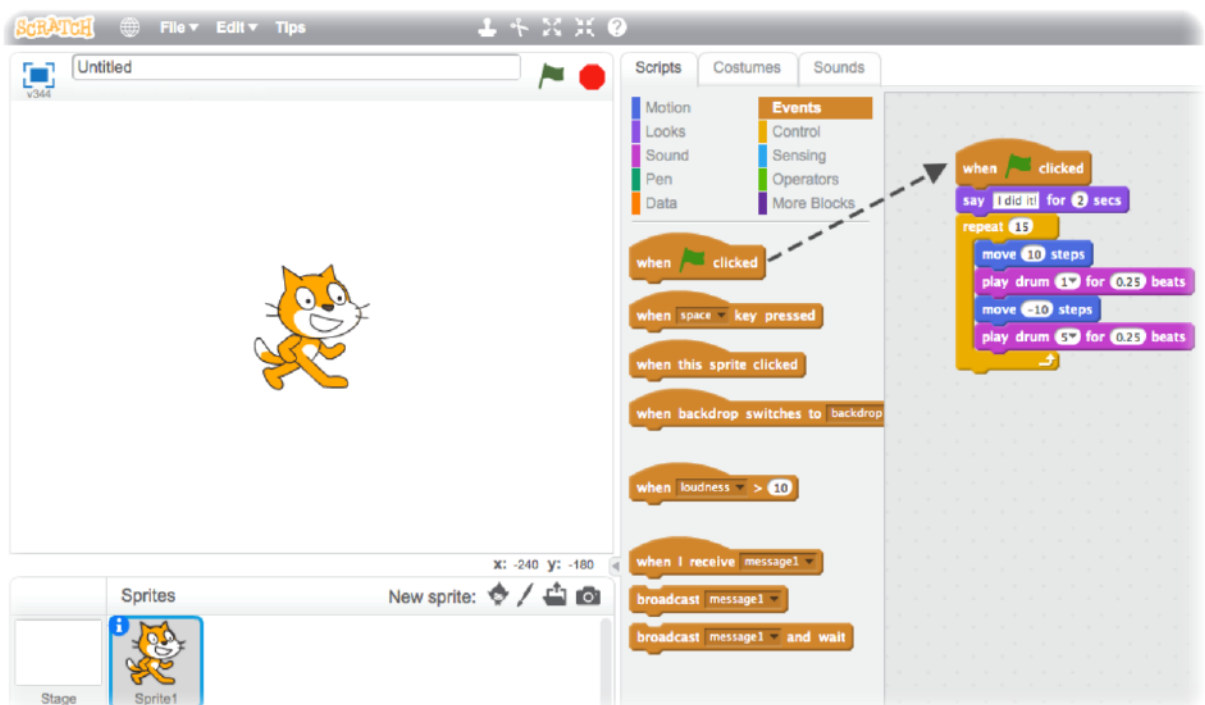 SCRATCH File Edit Tips
v344
Untitled
Scripts Costumes Sounds
Motion Events
Looks Control
Sound Sensing
Pen Operators
Data More Blocks
when clicked
when space key pressed
when this sprite clicked
when backdrop switches to backdrop
when loudness > 10
when I receive message1
broadcast message1
broadcast message1 and wait
when clicked
say I did it! for 2 secs
repeat 15
move 10 steps
play drum 1 for 0.25 beats
move -10 steps
play drum 5 for 0.25 beats
x: -240 y: -180
Sprites New sprite:
Stage Sprite1